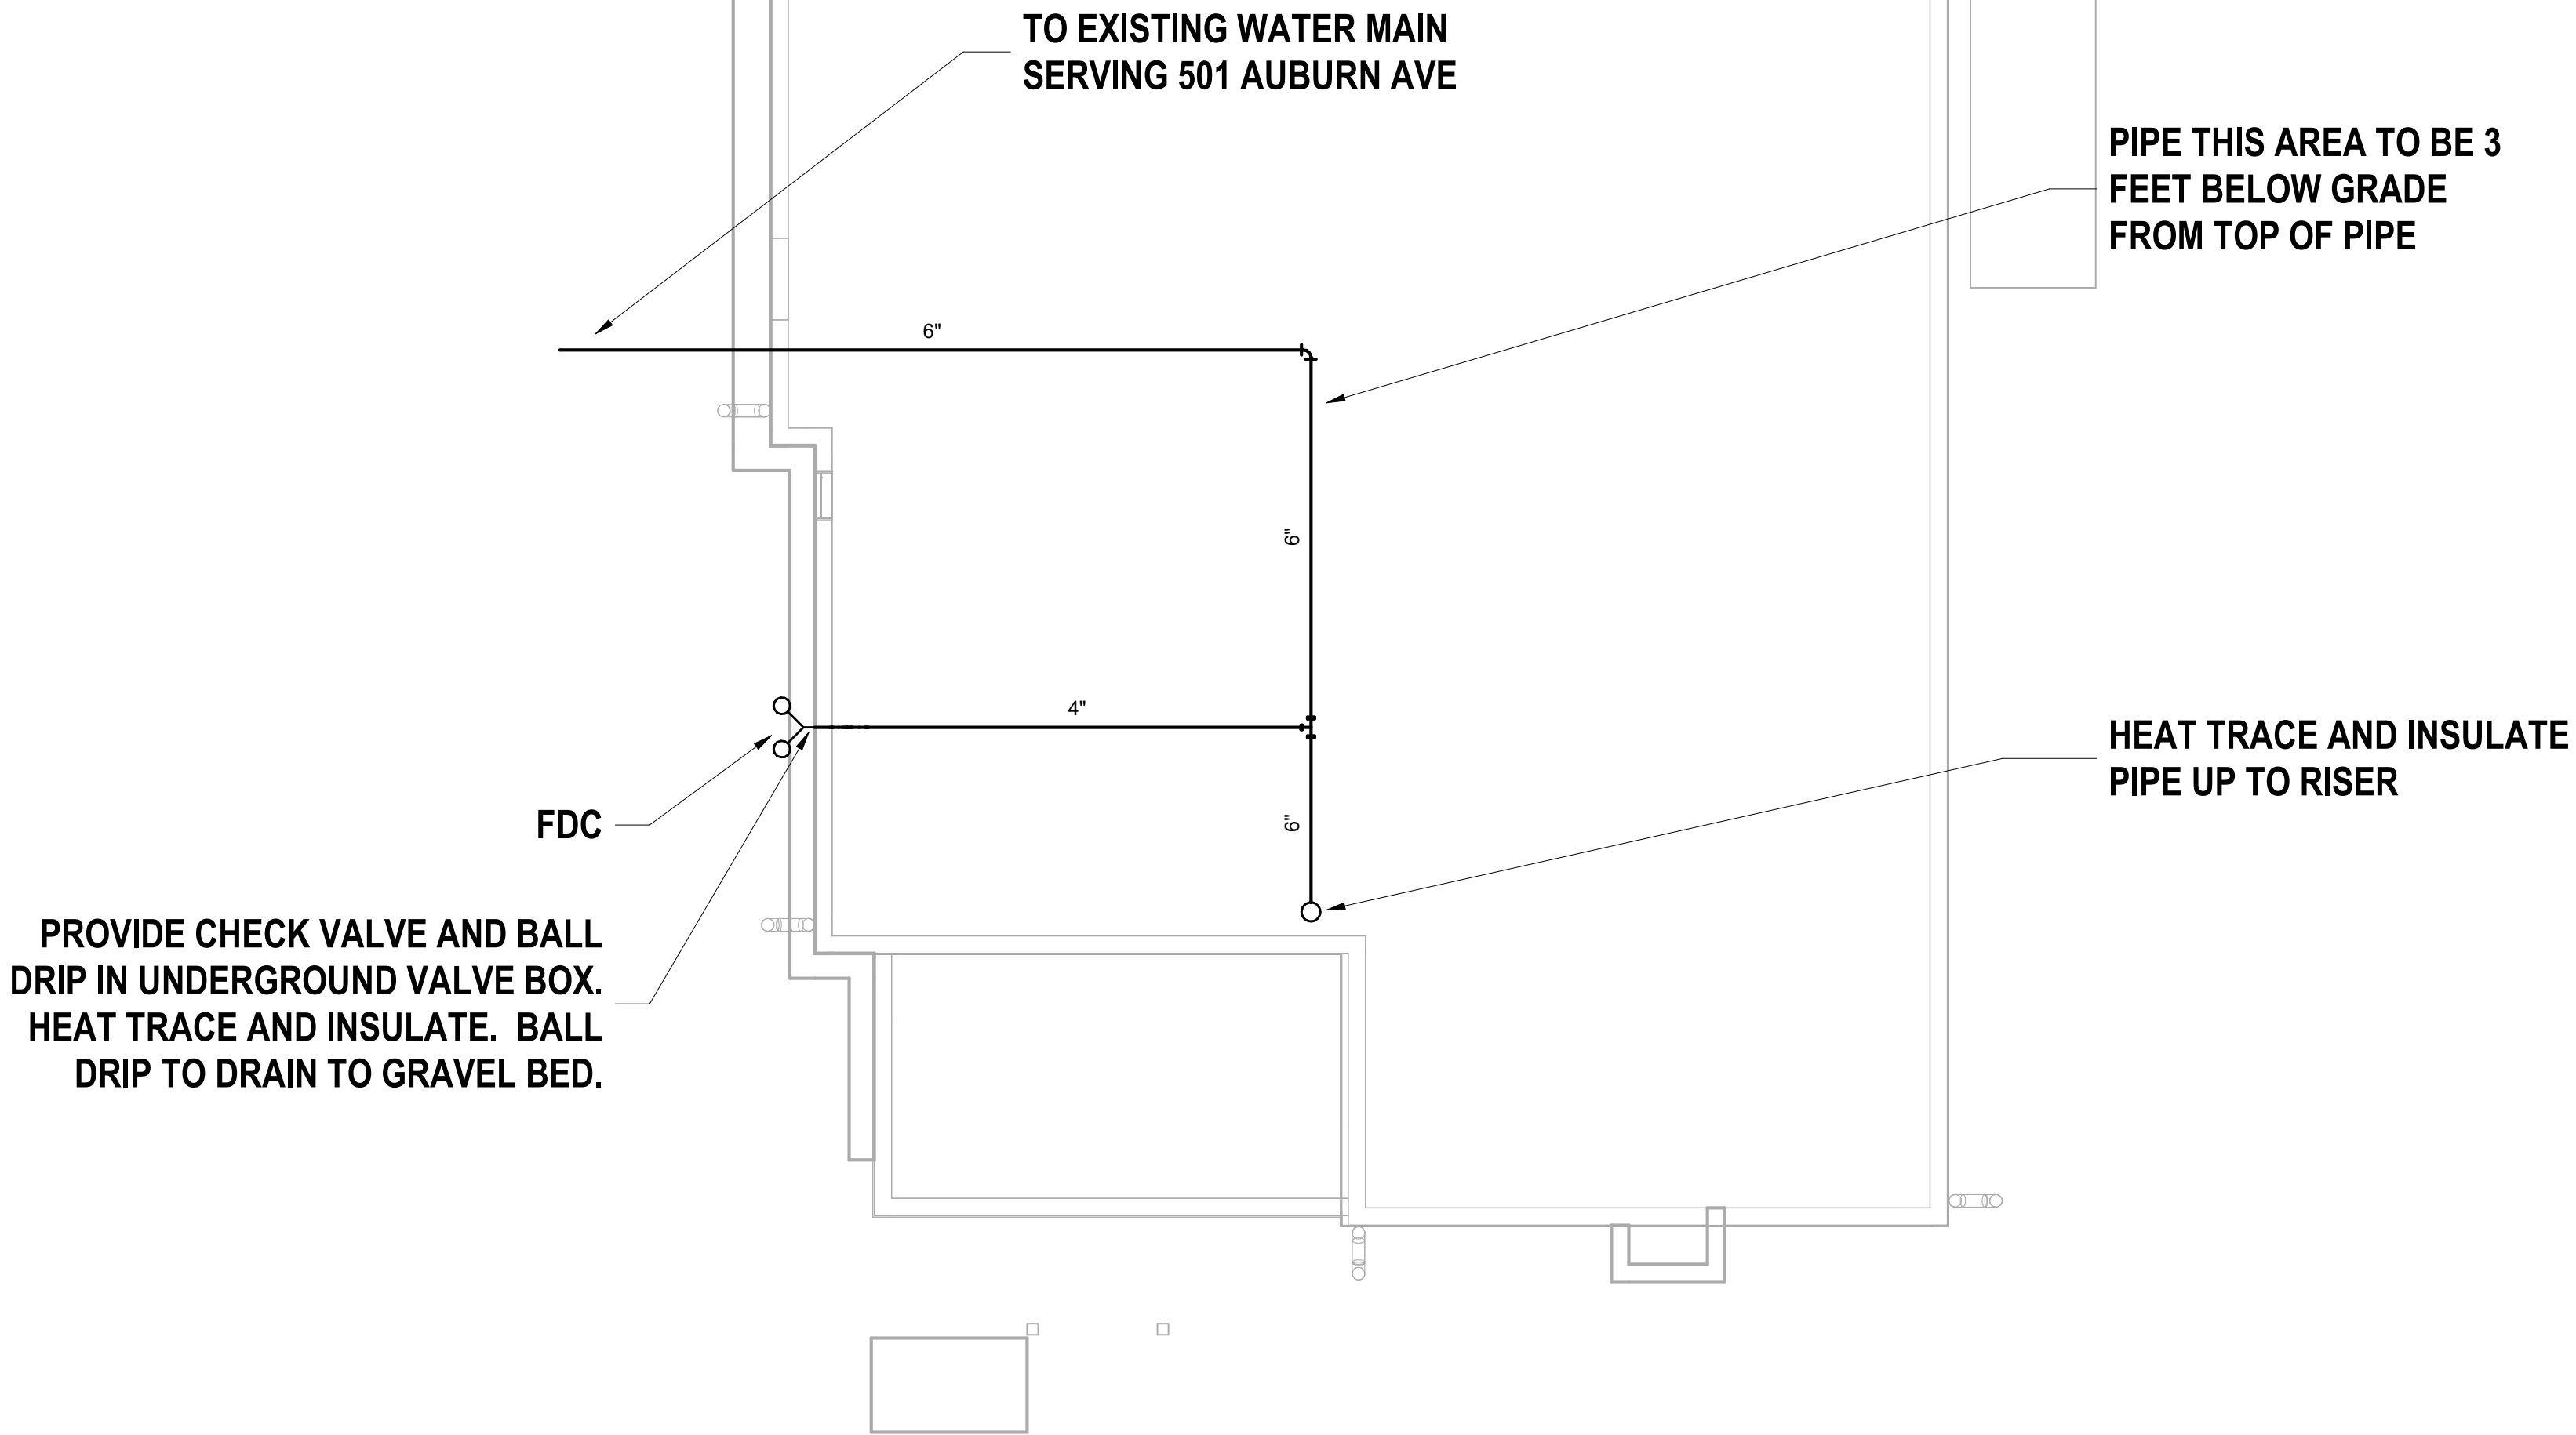 TO EXISTING WATER MAIN
SERVING 501 AUBURN AVE
PIPE THIS AREA TO BE 3
FEET BELOW GRADE
FROM TOP OF PIPE
6"
6"
4"
HEAT TRACE AND INSULATE
PIPE UP TO RISER
FDC
6"
PROVIDE CHECK VALVE AND BALL
DRIP IN UNDERGROUND VALVE BOX.
HEAT TRACE AND INSULATE.  BALL
DRIP TO DRAIN TO GRAVEL BED.